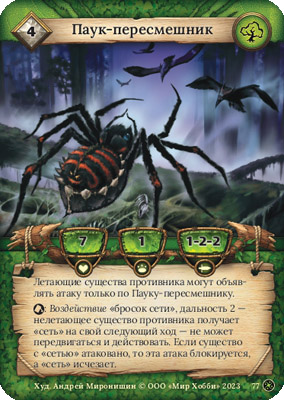 4
Паук-пересмешник
7
1
1-2-2
Летающие существа противника могут объяв-
лять атаку только по Пауку-пересмешнику.
Воздействие «бросок сети», дальность 2 –
нелетающее существо противника получает
«сеть» на свой следующий ход — не может
передвигаться и действовать. Если существо
с «сетью» атаковано, то эта атака блокируется,
а «сеть» исчезает.
Худ. Андрей Миронишин © ООО «Мир Хобби» 2023
77